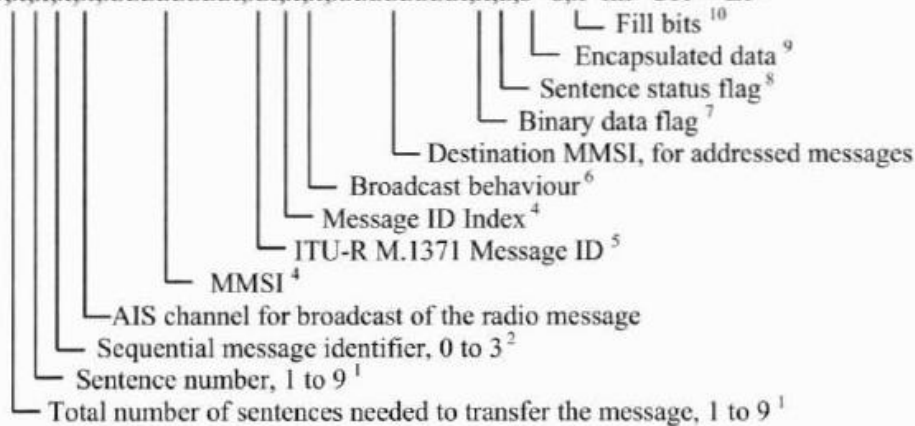 Fill bits 10
Encapsulated data 9
Sentence status flag 8
Binary data flag 7
Destination MMSI, for addressed messages
Broadcast behaviour 6
Message ID Index 4
ITU-R M.1371 Message ID 5
MMSI 4
AIS channel for broadcast of the radio message
Sequential message identifier, 0 to 3 2
Sentence number, 1 to 9 1
Total number of sentences needed to transfer the message, 1 to 9 1